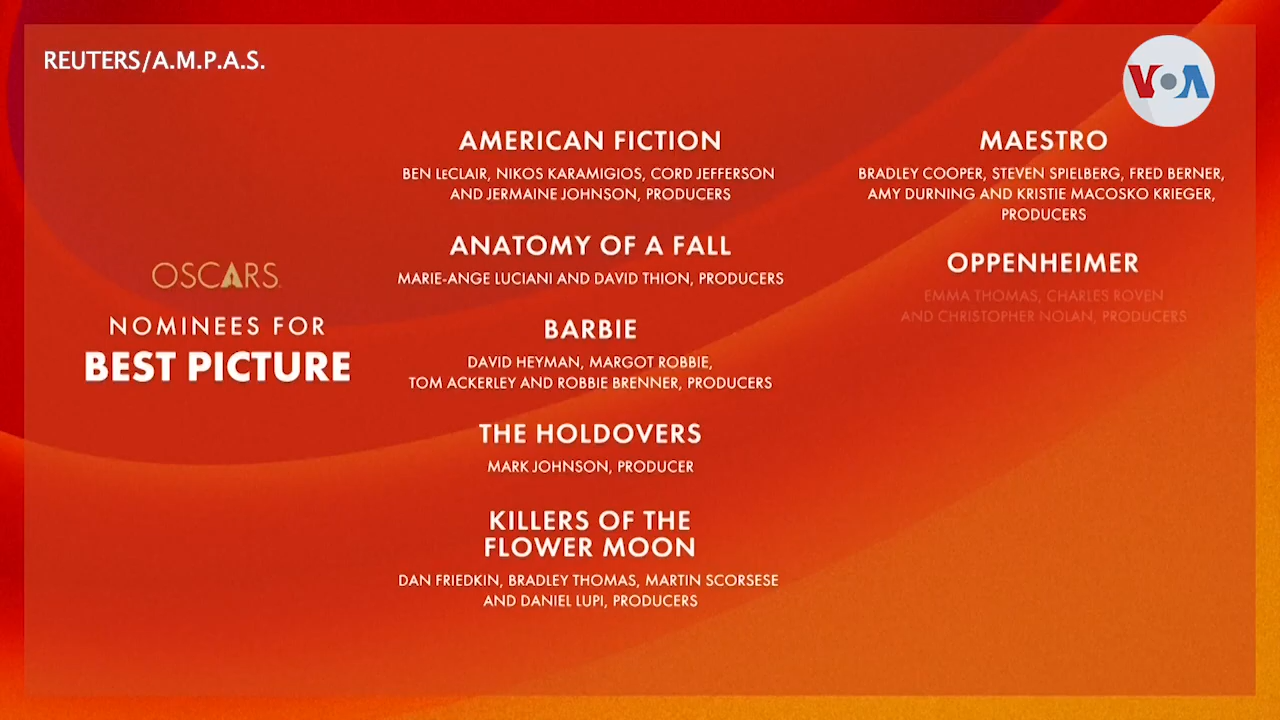 REUTERS/A.M.P.A.S.
VOA
OSCARS
NOMINEES FOR
BEST PICTURE
AMERICAN FICTION
BEN LeCLAIR, NIKOS KARAMIGIOS, CORD JEFFERSON
AND JERMAINE JOHNSON, PRODUCERS
ANATOMY OF A FALL
MARIE-ANGE LUCIANI AND DAVID THION, PRODUCERS
BARBIE
DAVID HEYMAN, MARGOT ROBBIE,
TOM ACKERLEY AND ROBBIE BRENNER, PRODUCERS
THE HOLDOVERS
MARK JOHNSON, PRODUCER
KILLERS OF THE
FLOWER MOON
DAN FRIEDKIN, BRADLEY THOMAS, MARTIN SCORSESE
AND DANIEL LUPI, PRODUCERS
MAESTRO
BRADLEY COOPER, STEVEN SPIELBERG, FRED BERNER,
AMY DURNING AND KRISTIE MACOSKO KRIEGER,
PRODUCERS
OPPENHEIMER
EMMA THOMAS, CHARLES ROVEN
AND CHRISTOPHER NOLAN, PRODUCERS